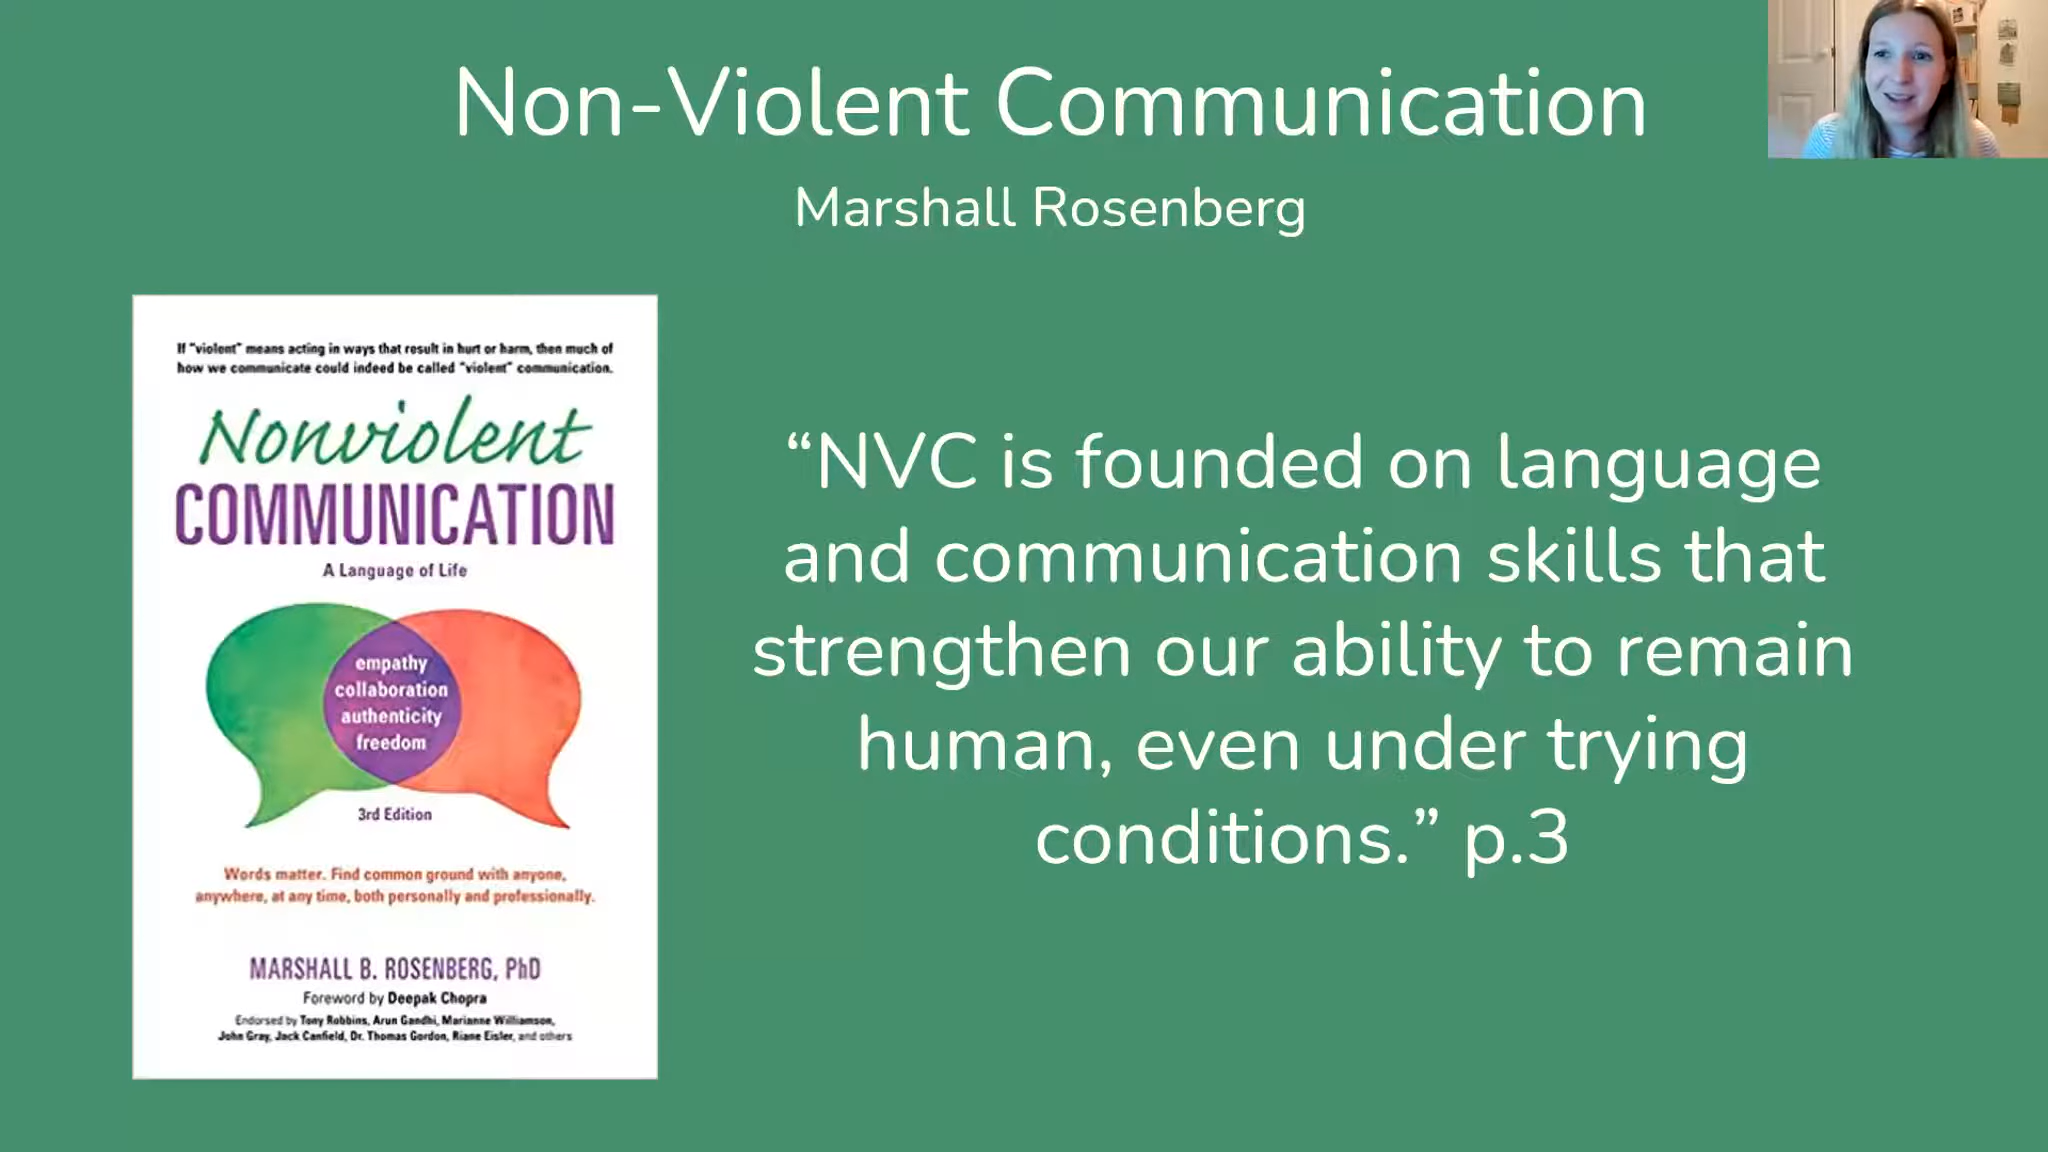 Non-Violent Communication
Marshall Rosenberg
If "violent" means acting in ways that result in hurt or harm, then much of
how we communicate could indeed be called "violent" communication.
Nonviolent
COMMUNICATION
A Language of Life
empathy
collaboration
authenticity
freedom
3rd Edition
Words matter. Find common ground with anyone,
anywhere, at any time, both personally and professionally.
MARSHALL B. ROSENBERG, PhD
Foreword by Deepak Chopra
Endorsed by Tony Robbins, Arun Gandhi, Marianne Williamson,
John Gray, Jack Canfield, Dr. Thomas Gordon, Riane Eisler, and others
“NVC is founded on language
and communication skills that
strengthen our ability to remain
human, even under trying
conditions.” p.3